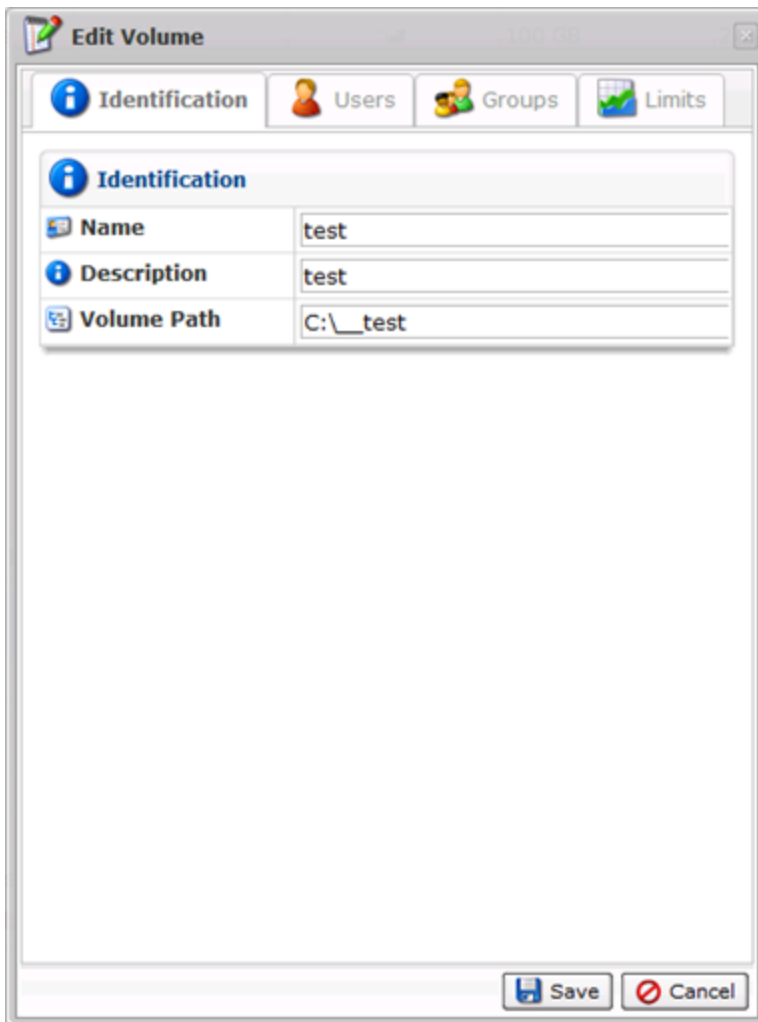 Edit Volume
Identification Users Groups Limits
Identification
Name test
Description test
Volume Path C:\__test
Save Cancel